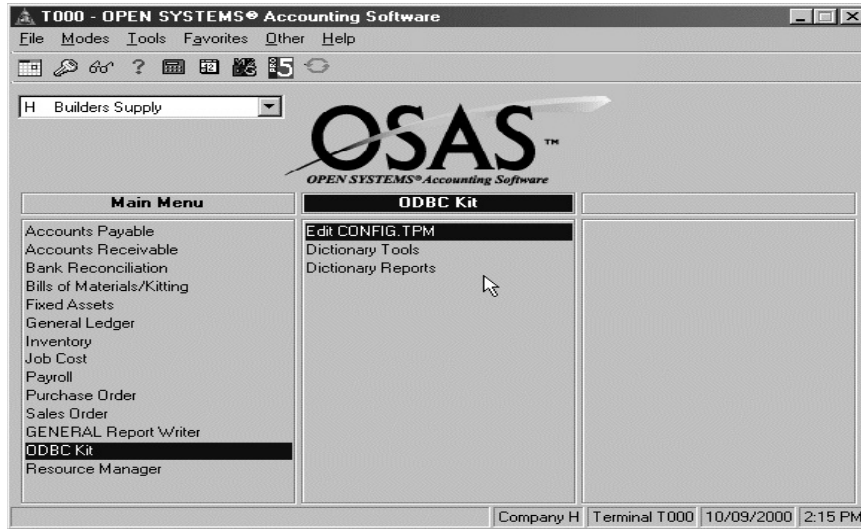 T000 - OPEN SYSTEMS® Accounting Software
File Modes Tools Favorites Other Help
H Builders Supply
OSAS™
OPEN SYSTEMS® Accounting Software
Main Menu
ODBC Kit
Accounts Payable
Accounts Receivable
Bank Reconciliation
Bills of Materials/Kitting
Fixed Assets
General Ledger
Inventory
Job Cost
Payroll
Purchase Order
Sales Order
GENERAL Report Writer
ODBC Kit
Resource Manager
Edit CONFIG.TPM
Dictionary Tools
Dictionary Reports
Company H Terminal T000 10/09/2000 2:15 PM